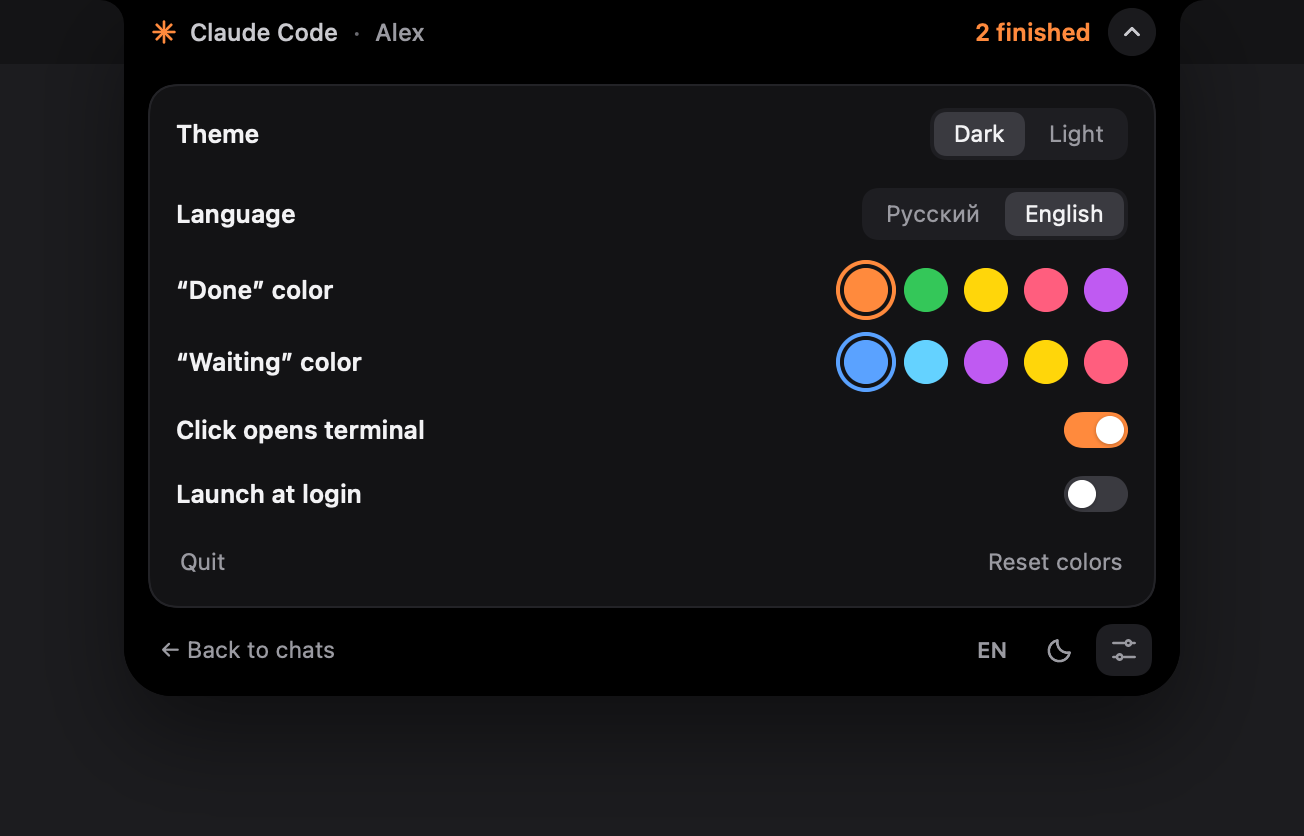 Claude Code · Alex 2 finished
Theme Dark Light
Language Русский English
“Done” color
“Waiting” color
Click opens terminal
Launch at login
Quit Reset colors
← Back to chats EN